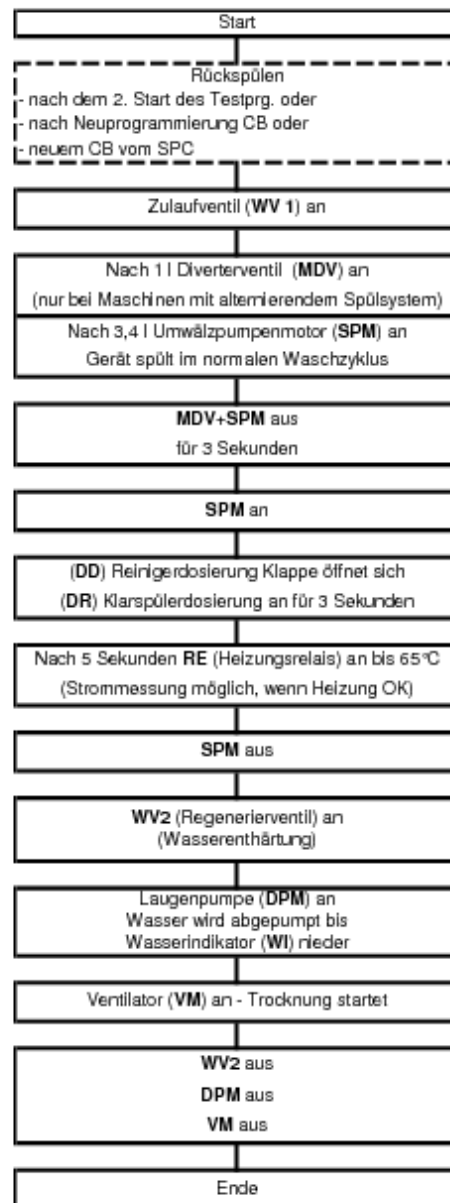 Start
Rückspülen
- nach dem 2. Start des Testprg. oder
- nach Neuprogrammierung CB oder
- neuem CB vom SPC
Zulaufventil (WV 1) an
Nach 1 l Diverterventil (MDV) an
(nur bei Maschinen mit alternierendem Spülsystem)
Nach 3,4 l Umwälzpumpenmotor (SPM) an
Gerät spült im normalen Waschzyklus
MDV+SPM aus
für 3 Sekunden
SPM an
(DD) Reinigerdosierung Klappe öffnet sich
(DR) Klarspülerdosierung an für 3 Sekunden
Nach 5 Sekunden RE (Heizungsrelais) an bis 65°C
(Strommessung möglich, wenn Heizung OK)
SPM aus
WV2 (Regenerierventil) an
(Wasserenthärtung)
Laugenpumpe (DPM) an
Wasser wird abgepumpt bis
Wasserindikator (WI) nieder
Ventilator (VM) an - Trocknung startet
WV2 aus
DPM aus
VM aus
Ende